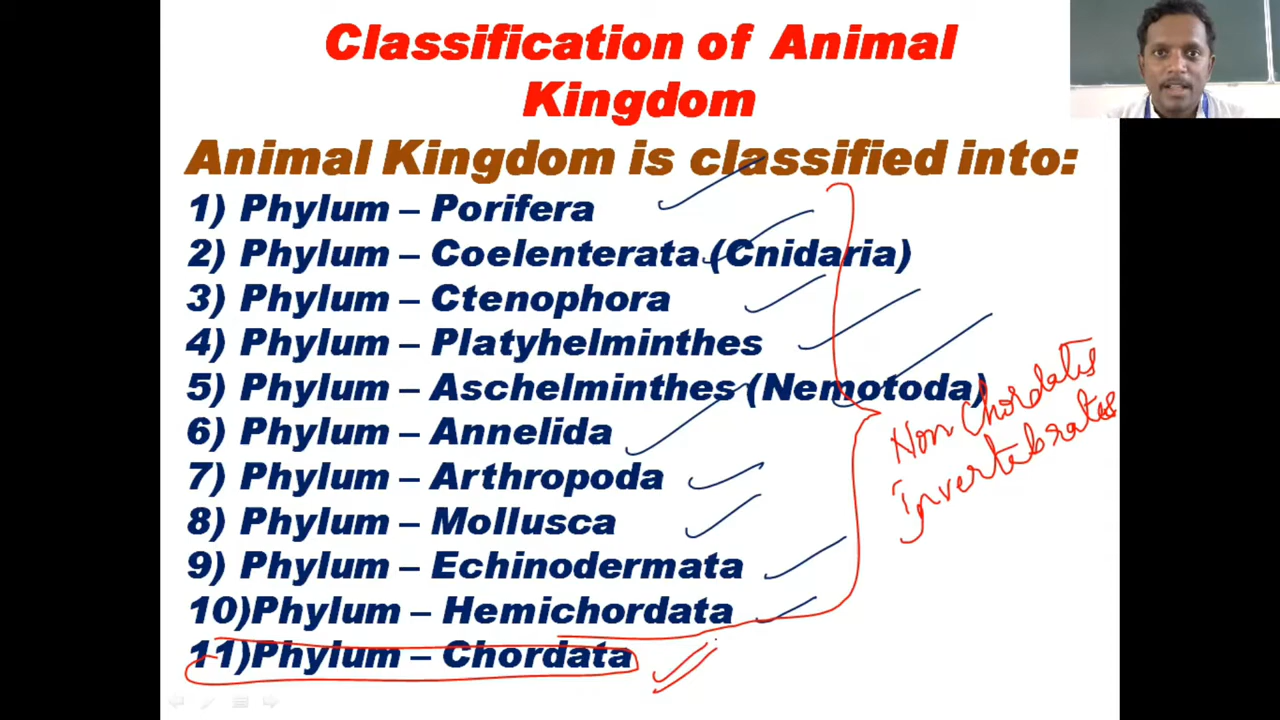 Classification of Animal
Kingdom
Animal Kingdom is classified into:
1) Phylum – Porifera
2) Phylum – Coelenterata (Cnidaria)
3) Phylum – Ctenophora
4) Phylum – Platyhelminthes
5) Phylum – Aschelminthes (Nemotoda)
6) Phylum – Annelida
7) Phylum – Arthropoda
8) Phylum – Mollusca
9) Phylum – Echinodermata
10)Phylum – Hemichordata
11)Phylum – Chordata
Non Chordates
invertebrates